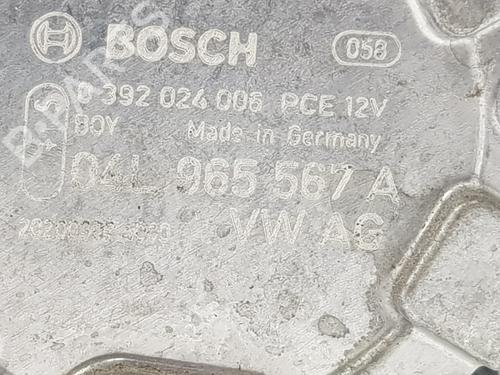 BOSCH 058
S 0 392 024 006 PCE 12V
BOY Made in Germany
04L 965 567 A
VW AG